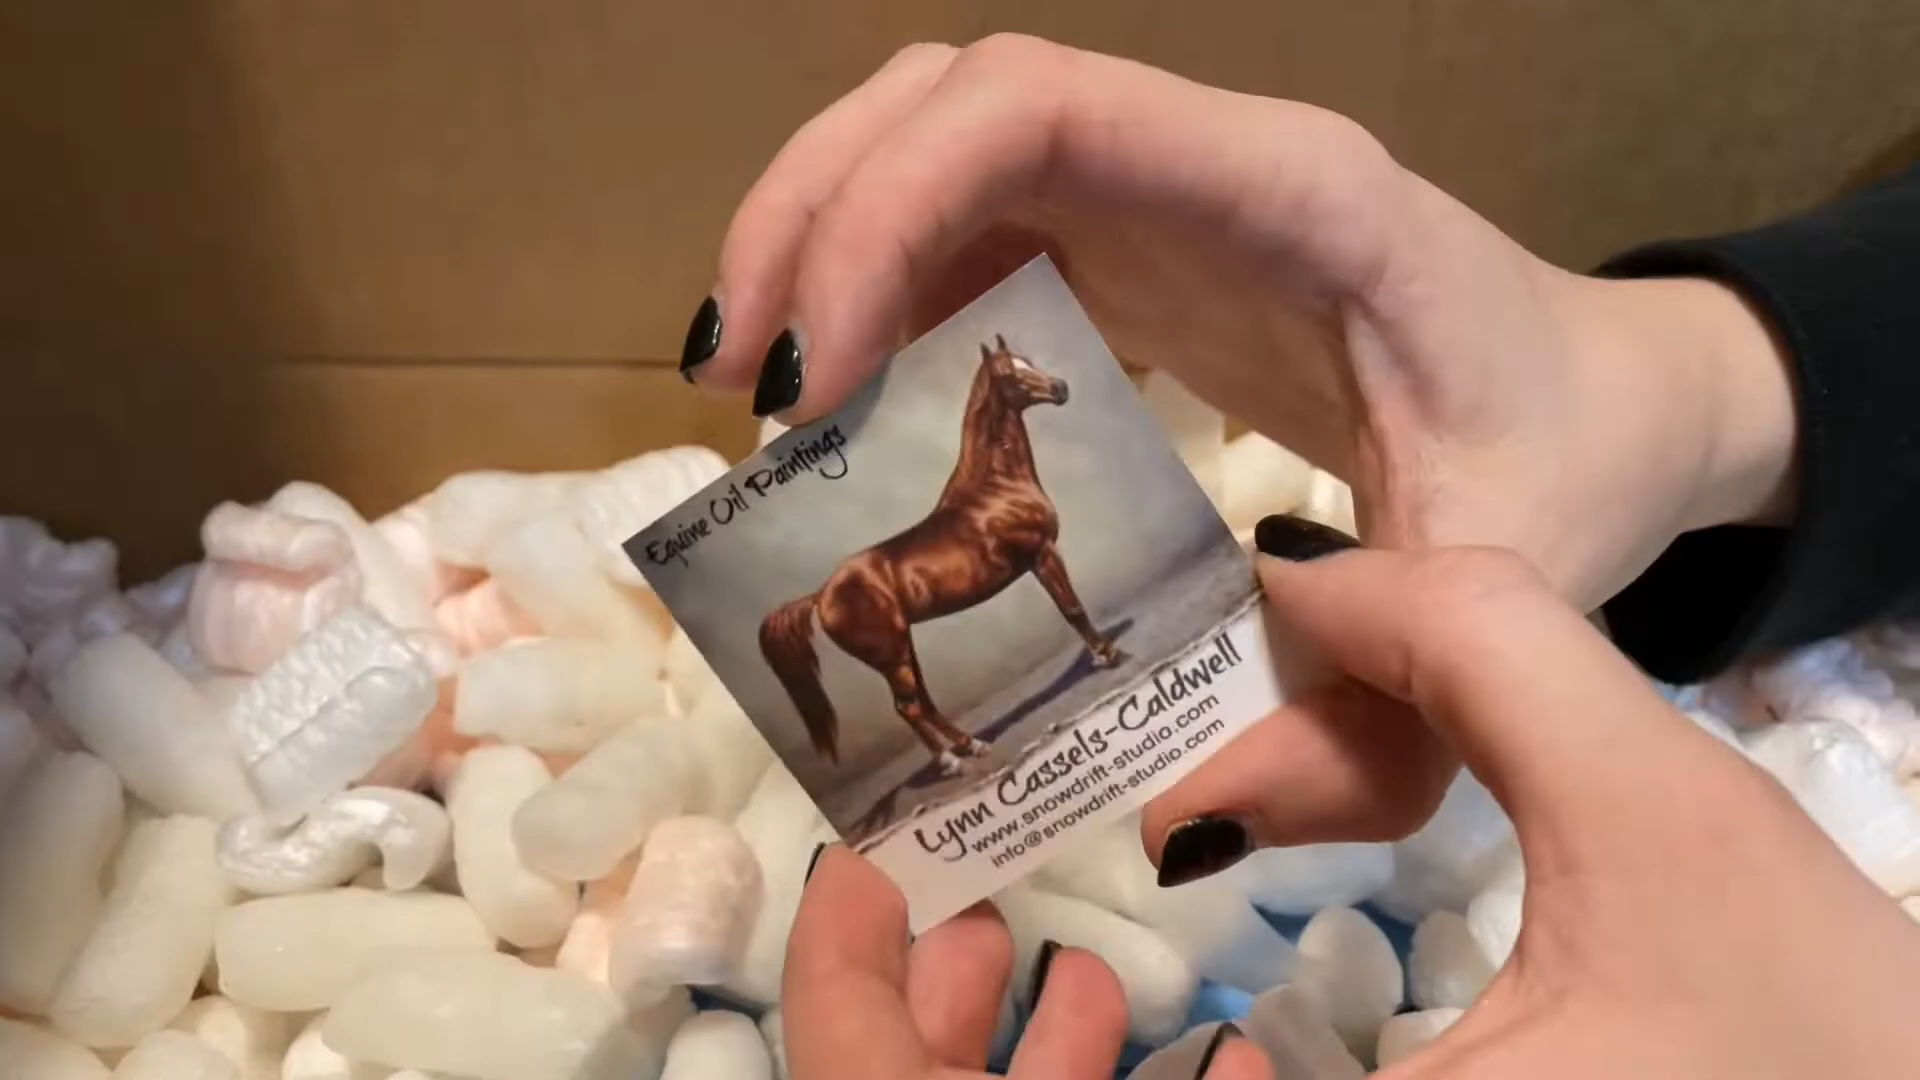 Equine Oil Paintings
Lynn Cassels-Caldwell
www.snowdrift-studio.com
info@snowdrift-studio.com